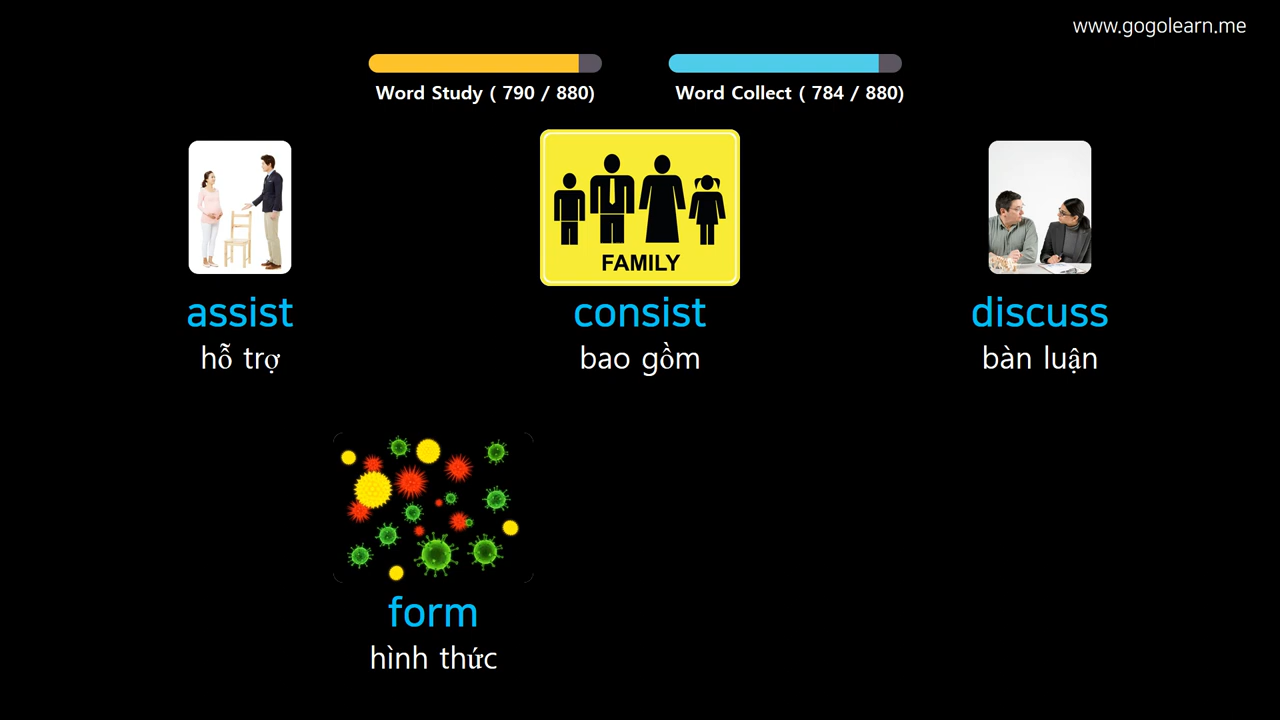 www.gogolearn.me
Word Study ( 790 / 880)
Word Collect ( 784 / 880)
FAMILY
assist
consist
discuss
hỗ trợ
bao gồm
bàn luận
form
hình thức